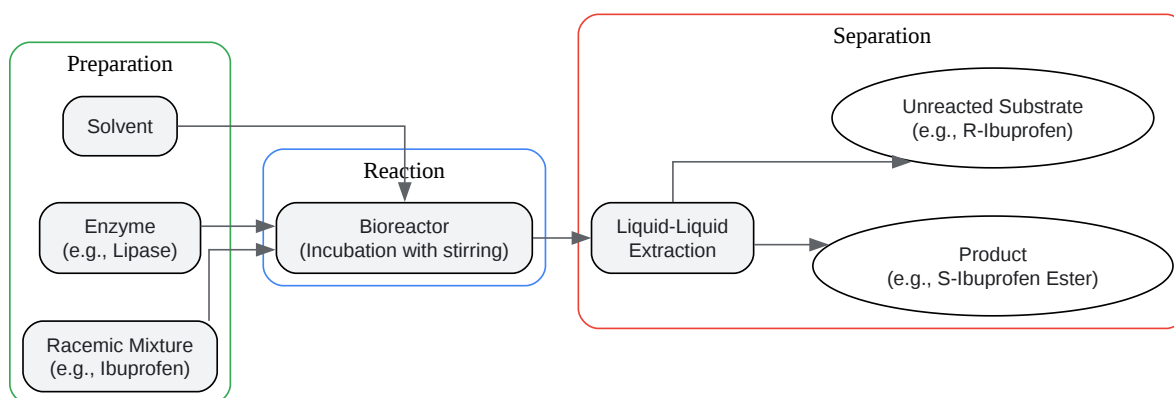 Preparation
Solvent
Enzyme
(e.g., Lipase)
Racemic Mixture
(e.g., Ibuprofen)
Reaction
Bioreactor
(Incubation with stirring)
Separation
Liquid-Liquid
Extraction
Unreacted Substrate
(e.g., R-Ibuprofen)
Product
(e.g., S-Ibuprofen Ester)